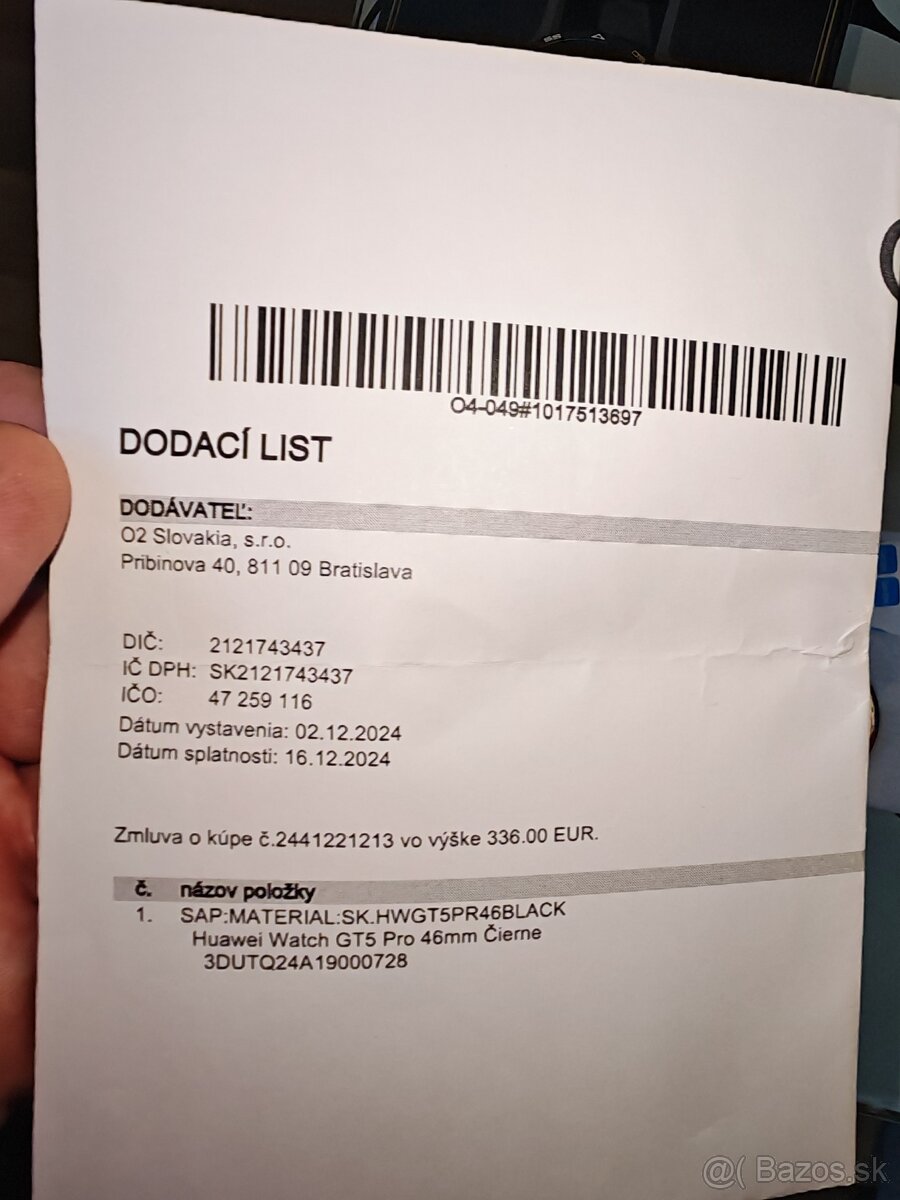 O4-049#1017513697
DODACÍ LIST
DODÁVATEĽ:
O2 Slovakia, s.r.o.
Pribinova 40, 811 09 Bratislava
DIČ: 2121743437
IČ DPH: SK2121743437
IČO: 47 259 116
Dátum vystavenia: 02.12.2024
Dátum splatnosti: 16.12.2024
Zmluva o kúpe č.2441221213 vo výške 336.00 EUR.
č. názov položky
1. SAP:MATERIAL:SK.HWGT5PR46BLACK
Huawei Watch GT5 Pro 46mm Čierne
3DUTQ24A19000728
@( Bazos.sk